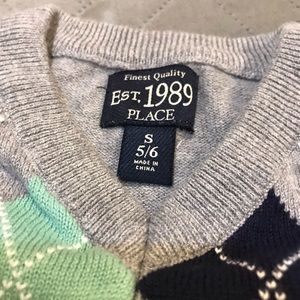 Finest Quality
EST. 1989
PLACE
S
5/6
MADE IN
CHINA